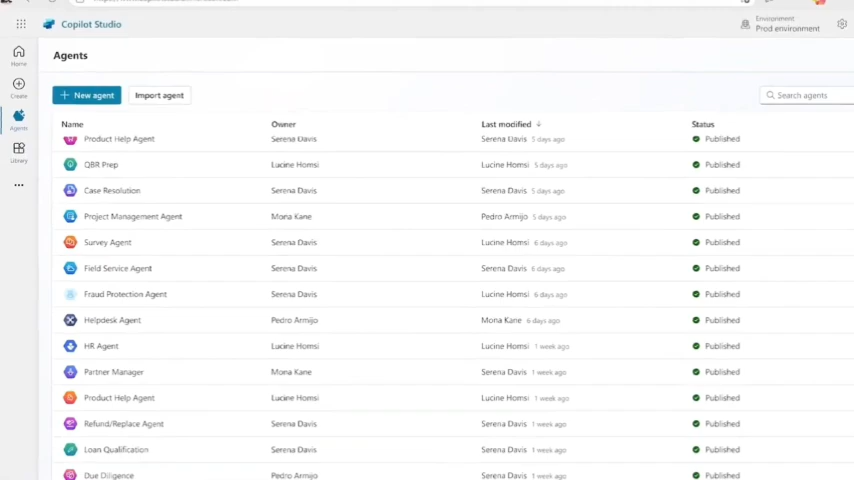 Copilot Studio
Environment
Prod environment
Home
Create
Agents
Library
Agents
+ New agent Import agent Search agents
Name Owner Last modified ↓ Status
Product Help Agent Serena Davis Serena Davis 5 days ago Published
QBR Prep Lucine Homsi Lucine Homsi 5 days ago Published
Case Resolution Serena Davis Serena Davis 5 days ago Published
Project Management Agent Mona Kane Pedro Armijo 5 days ago Published
Survey Agent Serena Davis Lucine Homsi 6 days ago Published
Field Service Agent Serena Davis Serena Davis 6 days ago Published
Fraud Protection Agent Serena Davis Lucine Homsi 6 days ago Published
Helpdesk Agent Pedro Armijo Mona Kane 6 days ago Published
HR Agent Lucine Homsi Lucine Homsi 1 week ago Published
Partner Manager Mona Kane Serena Davis 1 week ago Published
Product Help Agent Lucine Homsi Lucine Homsi 1 week ago Published
Refund/Replace Agent Serena Davis Serena Davis 1 week ago Published
Loan Qualification Serena Davis Serena Davis 1 week ago Published
Due Diligence Pedro Armijo Serena Davis 1 week ago Published